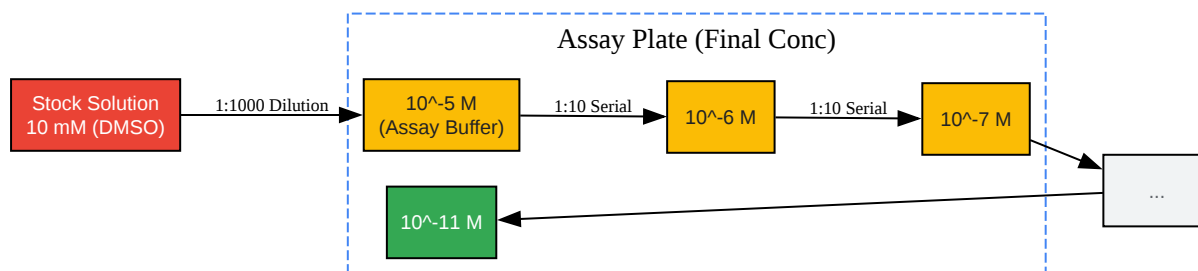 Assay Plate (Final Conc)
Stock Solution
10 mM (DMSO)
1:1000 Dilution
10^-5 M
(Assay Buffer)
1:10 Serial
10^-6 M
1:10 Serial
10^-7 M
...
10^-11 M